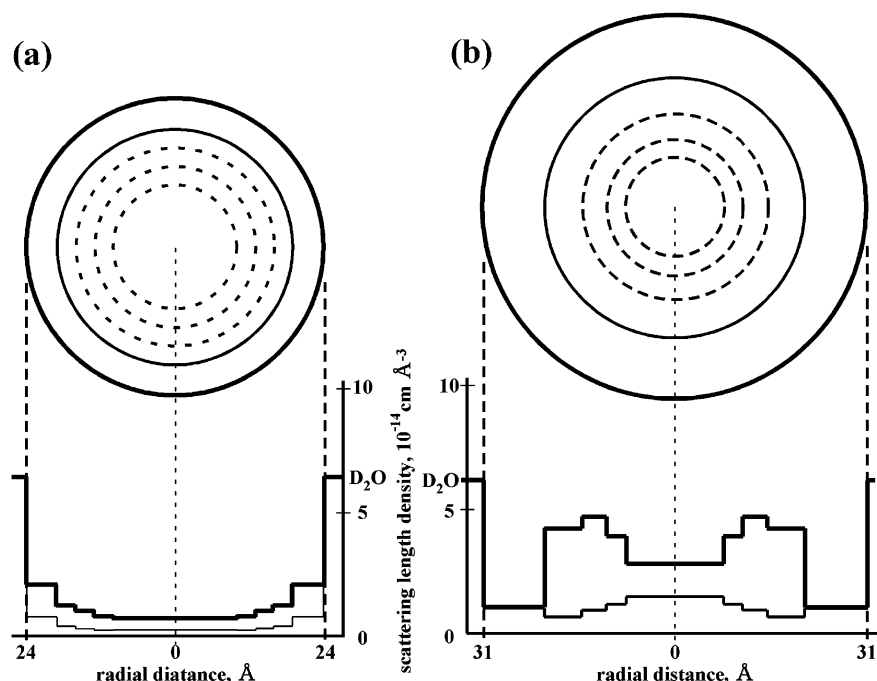 (a)
(b)
10
10
scattering length density, 10⁻¹⁴ cm Å⁻³
D₂O
D₂O
5
5
0
0
24
0
24
31
0
31
radial diatance, Å
radial distance, Å